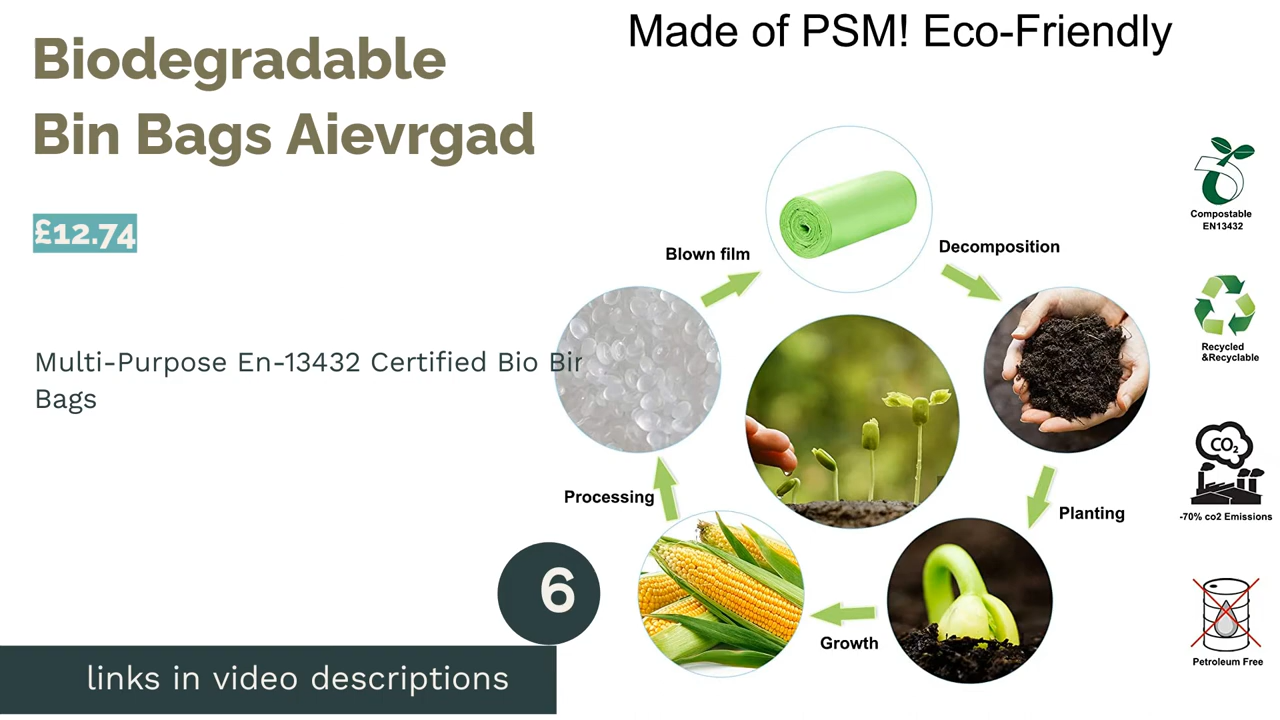 Biodegradable
Bin Bags Aievrgad
£12.74
Multi-Purpose En-13432 Certified Bio Bin
Bags
6
links in video descriptions
Made of PSM! Eco-Friendly
Blown film
Decomposition
Processing
Planting
Growth
Compostable
EN13432
Recycled
&Recyclable
CO2
-70% co2 Emissions
Petroleum Free